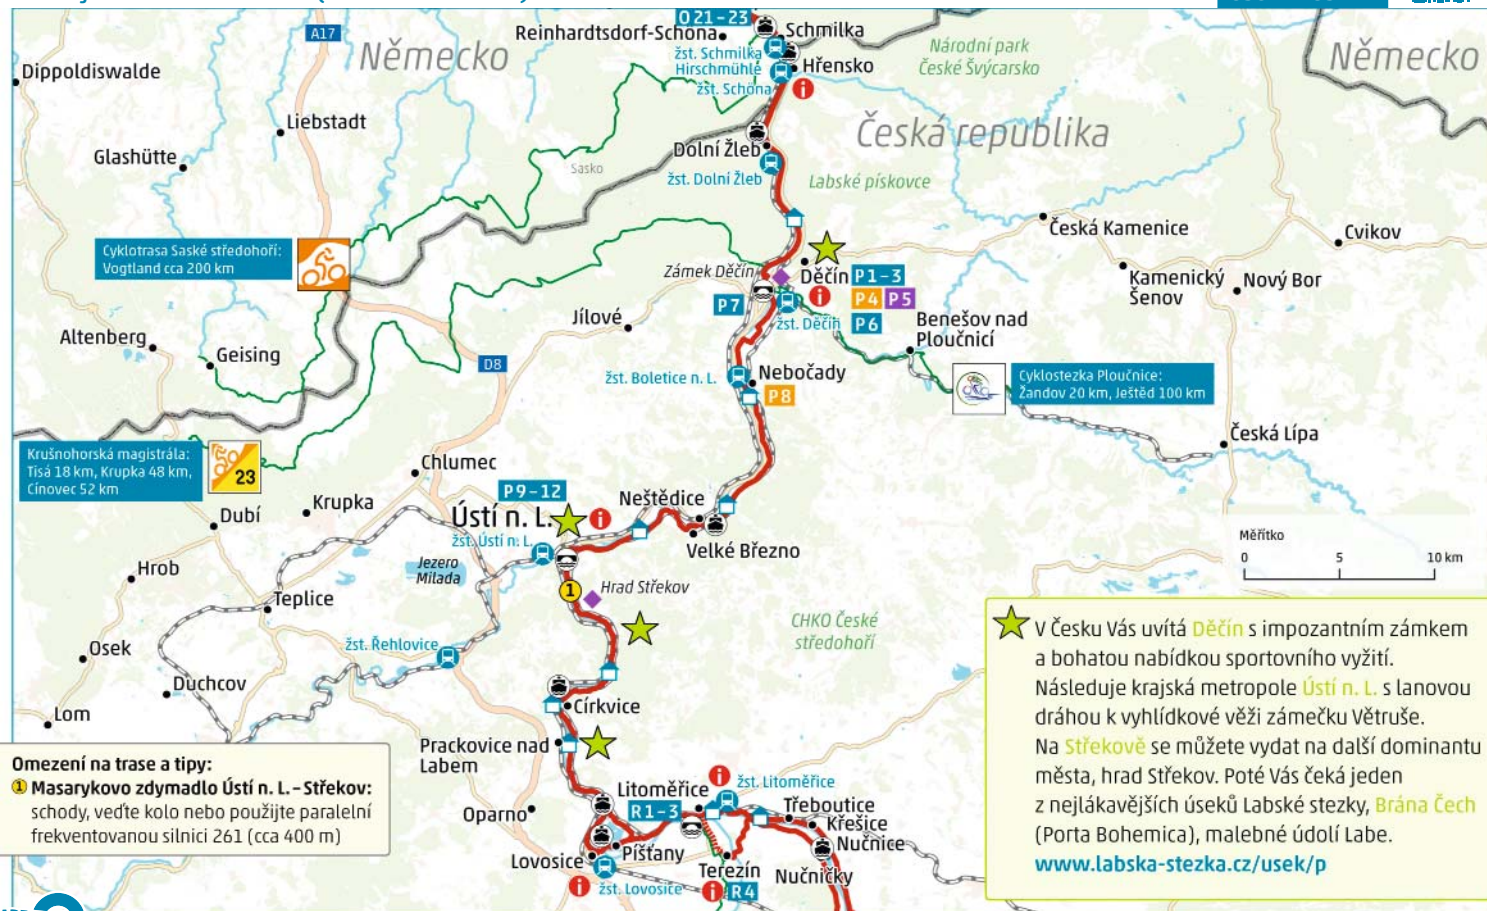 O 21–23
A17
Reinhardtsdorf-Schöna
Schmilka
Německo
žst. Schmilka
Hirschmühle
Národní park
České Švýcarsko
Německo
Hřensko
Dippoldiswalde
žst. Schöna
Liebstadt
Česká republika
Glashütte
Dolní Žleb
Sasko
žst. Dolní Žleb
Labské pískovce
Česká Kamenice
Cvikov
Cyklotrasa Saské středohoří:
Vogtland cca 200 km
Zámek Děčín
Děčín P1–3
P4 P5
P6
P7
žst. Děčín
Kamenický
Šenov
Nový Bor
Jílové
Benešov nad
Ploučnicí
Altenberg
Geising
D8
žst. Boletice n. L.
Nebočady
P8
Cyklostezka Ploučnice:
Žandov 20 km, Ještěd 100 km
Česká Lípa
Krušnohorská magistrála:
Tisá 18 km, Krupka 48 km,
Cínovec 52 km
23
Chlumec
P9–12
Neštědice
Krupka
Ústí n. L.
Dubí
žst. Ústí n. L.
Velké Březno
Měřítko
0 5 10 km
Jezero
Milada
Hrob
1
Hrad Střekov
Teplice
CHKO České
středohoří
Osek
žst. Řehlovice
Duchcov
Lom
Církvice
Prackovice nad
Labem
Litoměřice
žst. Litoměřice
R1–3
Třeboutice
Oparno
Křešice
Píšťany
Nučnice
Lovosice
Terezín
Nučničky
žst. Lovosice
R4
Omezení na trase a tipy:
1 Masarykovo zdymadlo Ústí n. L. – Střekov:
schody, veďte kolo nebo použijte paralelní
frekventovanou silnici 261 (cca 400 m)
V Česku Vás uvítá Děčín s impozantním zámkem
a bohatou nabídkou sportovního vyžití.
Následuje krajská metropole Ústí n. L. s lanovou
dráhou k vyhlídkové věži zámečku Větruše.
Na Střekově se můžete vydat na další dominantu
města, hrad Střekov. Poté Vás čeká jeden
z nejlákavějších úseků Labské stezky, Brána Čech
(Porta Bohemica), malebné údolí Labe.
www.labska-stezka.cz/usek/p